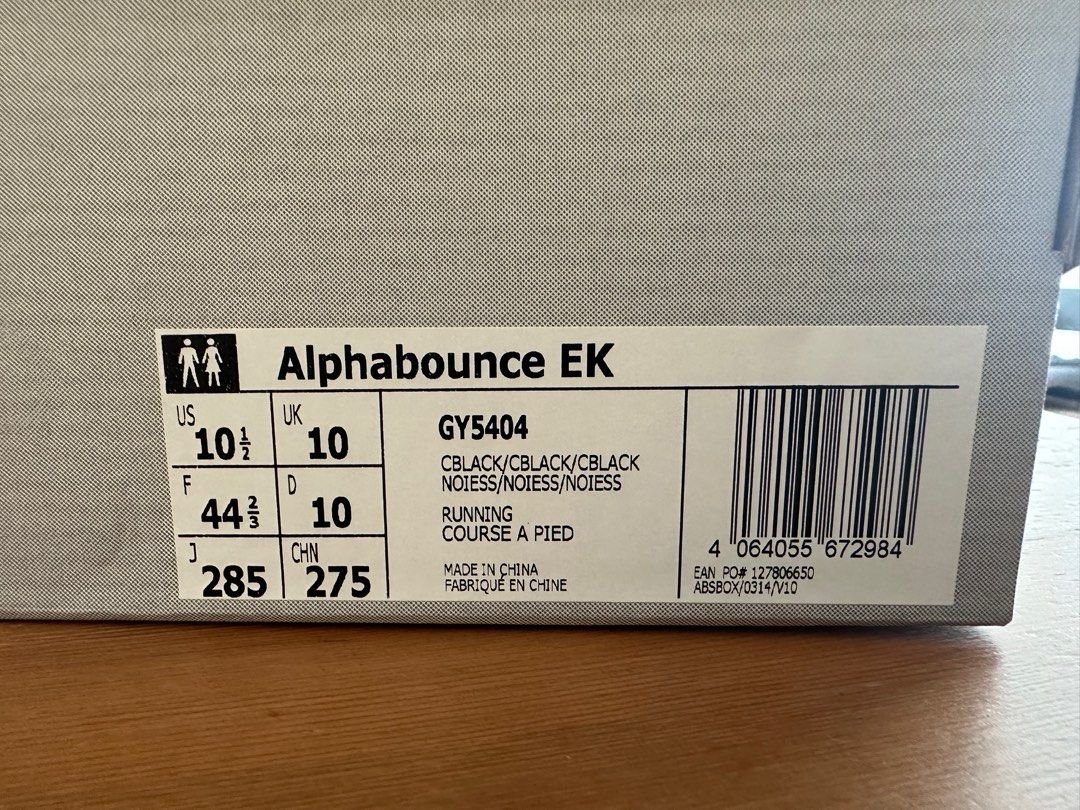 Alphabounce EK
US 10 1/2 UK 10
F 44 2/3 D 10
J 285 CHN 275
GY5404
CBLACK/CBLACK/CBLACK
NOIESS/NOIESS/NOIESS
RUNNING
COURSE A PIED
MADE IN CHINA
FABRIQUÉ EN CHINE
4 064055 672984
EAN PO# 127806650
ABSBOX/0314/V10